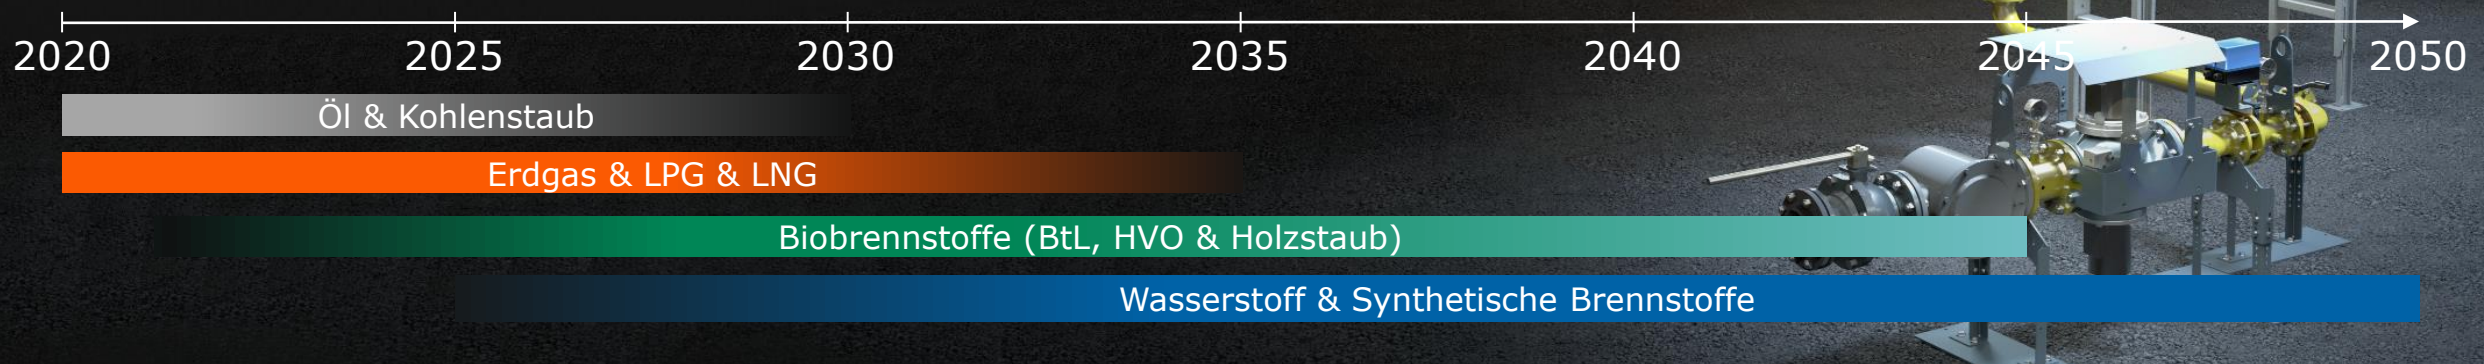 2020 2025 2030 2035 2040 2045 2050
Öl & Kohlenstaub
Erdgas & LPG & LNG
Biobrennstoffe (BtL, HVO & Holzstaub)
Wasserstoff & Synthetische Brennstoffe